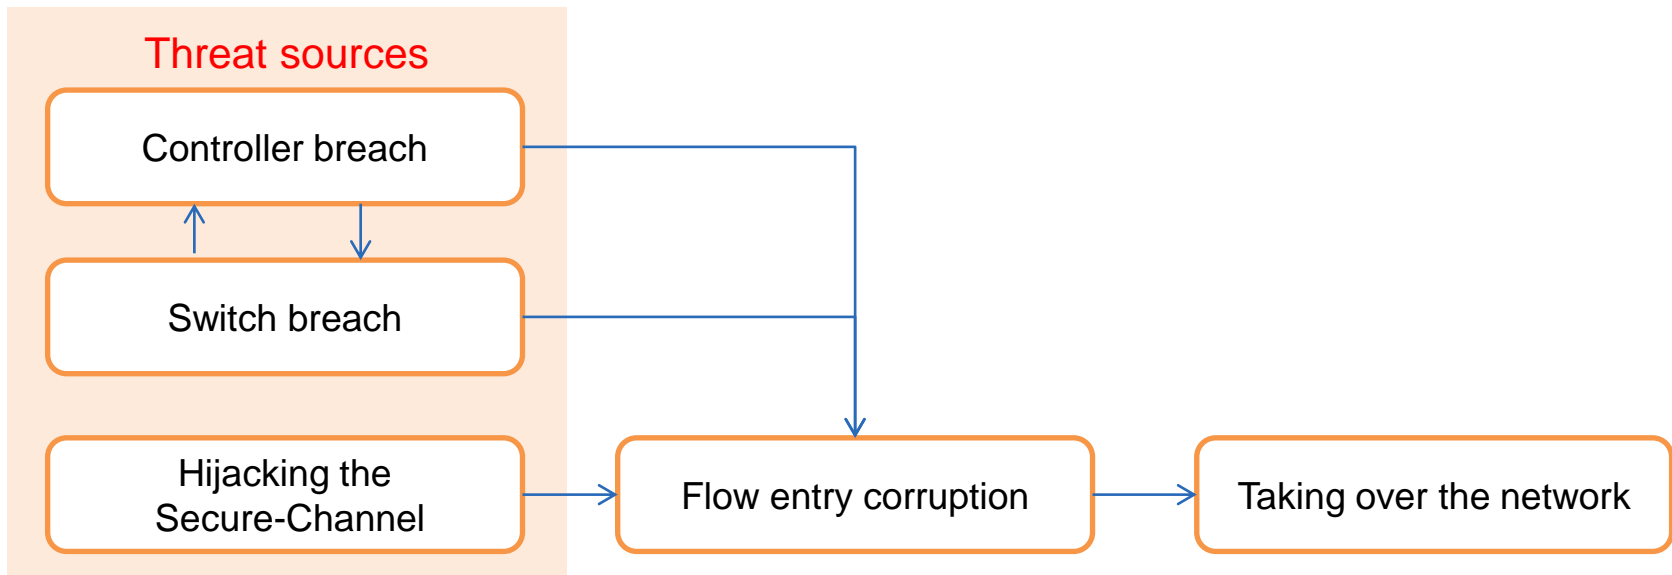 Threat sources
Controller breach
Switch breach
Hijacking the
Secure-Channel
Flow entry corruption
Taking over the network